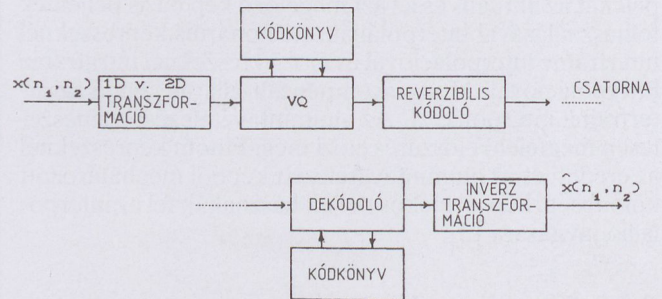 KÓDKÖNYV
x(n₁,n₂)
1D v. 2D
TRANSZFOR-
MÁCIÓ
VQ
REVERZIBILIS
KÓDOLÓ
CSATORNA
DEKÓDOLÓ
INVERZ
TRANSZFOR-
MÁCIÓ
x̂(n₁,n₂)
KÓDKÖNYV